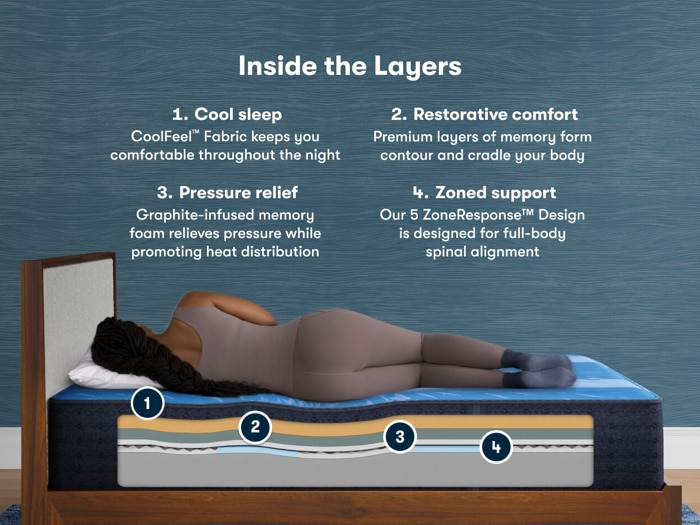 Inside the Layers
1. Cool sleep
CoolFeel™ Fabric keeps you
comfortable throughout the night
2. Restorative comfort
Premium layers of memory form
contour and cradle your body
3. Pressure relief
Graphite-infused memory
foam relieves pressure while
promoting heat distribution
4. Zoned support
Our 5 ZoneResponse™ Design
is designed for full-body
spinal alignment
1
2
3
4